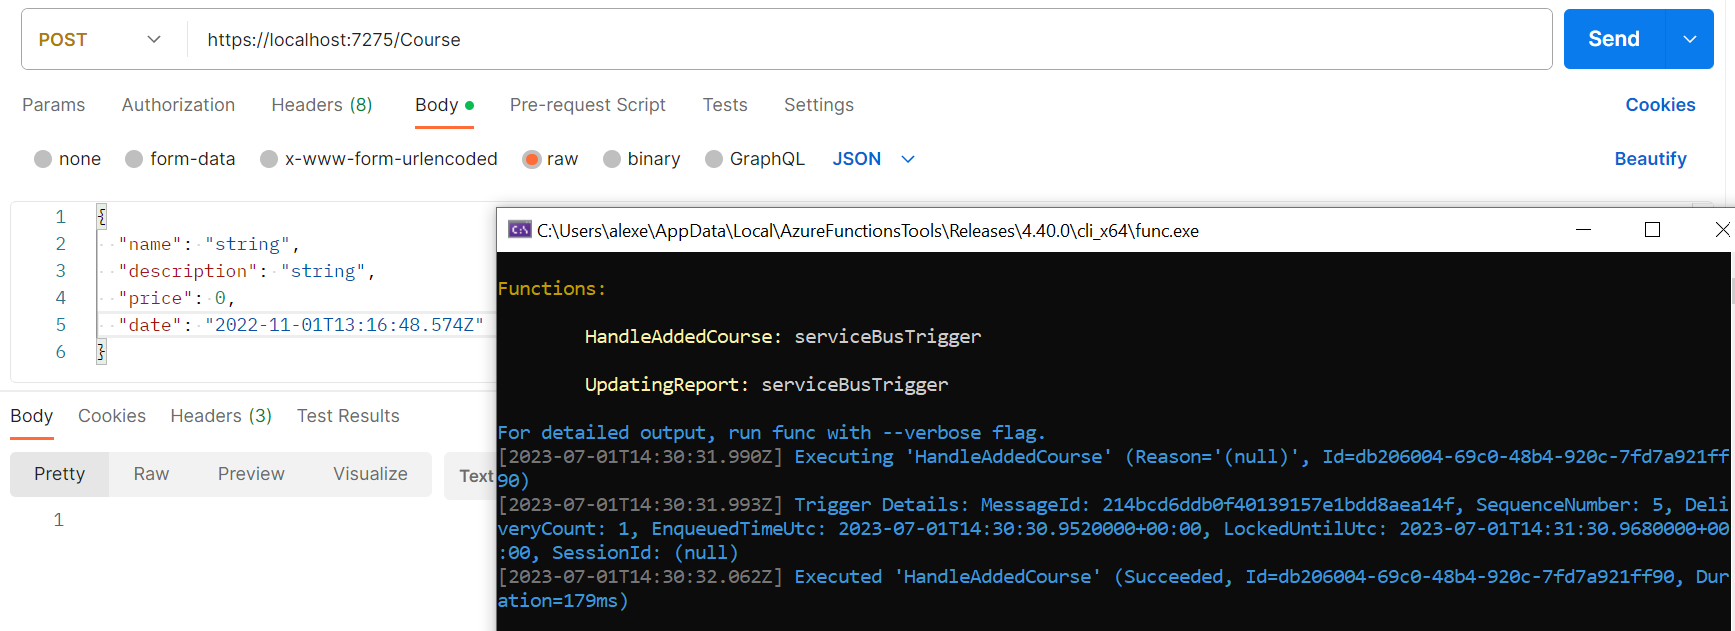 POST
https://localhost:7275/Course
Send
Params Authorization Headers (8) Body Pre-request Script Tests Settings Cookies
none form-data x-www-form-urlencoded raw binary GraphQL JSON Beautify
1 {
2 "name": "string",
3 "description": "string",
4 "price": 0,
5 "date": "2022-11-01T13:16:48.574Z"
6 }
Body Cookies Headers (3) Test Results
Pretty Raw Preview Visualize Text
1
C:\Users\alexe\AppData\Local\AzureFunctionsTools\Releases\4.40.0\cli_x64\func.exe
Functions:
HandleAddedCourse: serviceBusTrigger
UpdatingReport: serviceBusTrigger
For detailed output, run func with --verbose flag.
[2023-07-01T14:30:31.990Z] Executing 'HandleAddedCourse' (Reason='(null)', Id=db206004-69c0-48b4-920c-7fd7a921ff
90)
[2023-07-01T14:30:31.993Z] Trigger Details: MessageId: 214bcd6ddb0f40139157e1bdd8aea14f, SequenceNumber: 5, Deli
veryCount: 1, EnqueuedTimeUtc: 2023-07-01T14:30:30.9520000+00:00, LockedUntilUtc: 2023-07-01T14:31:30.9680000+00
:00, SessionId: (null)
[2023-07-01T14:30:32.062Z] Executed 'HandleAddedCourse' (Succeeded, Id=db206004-69c0-48b4-920c-7fd7a921ff90, Dur
ation=179ms)